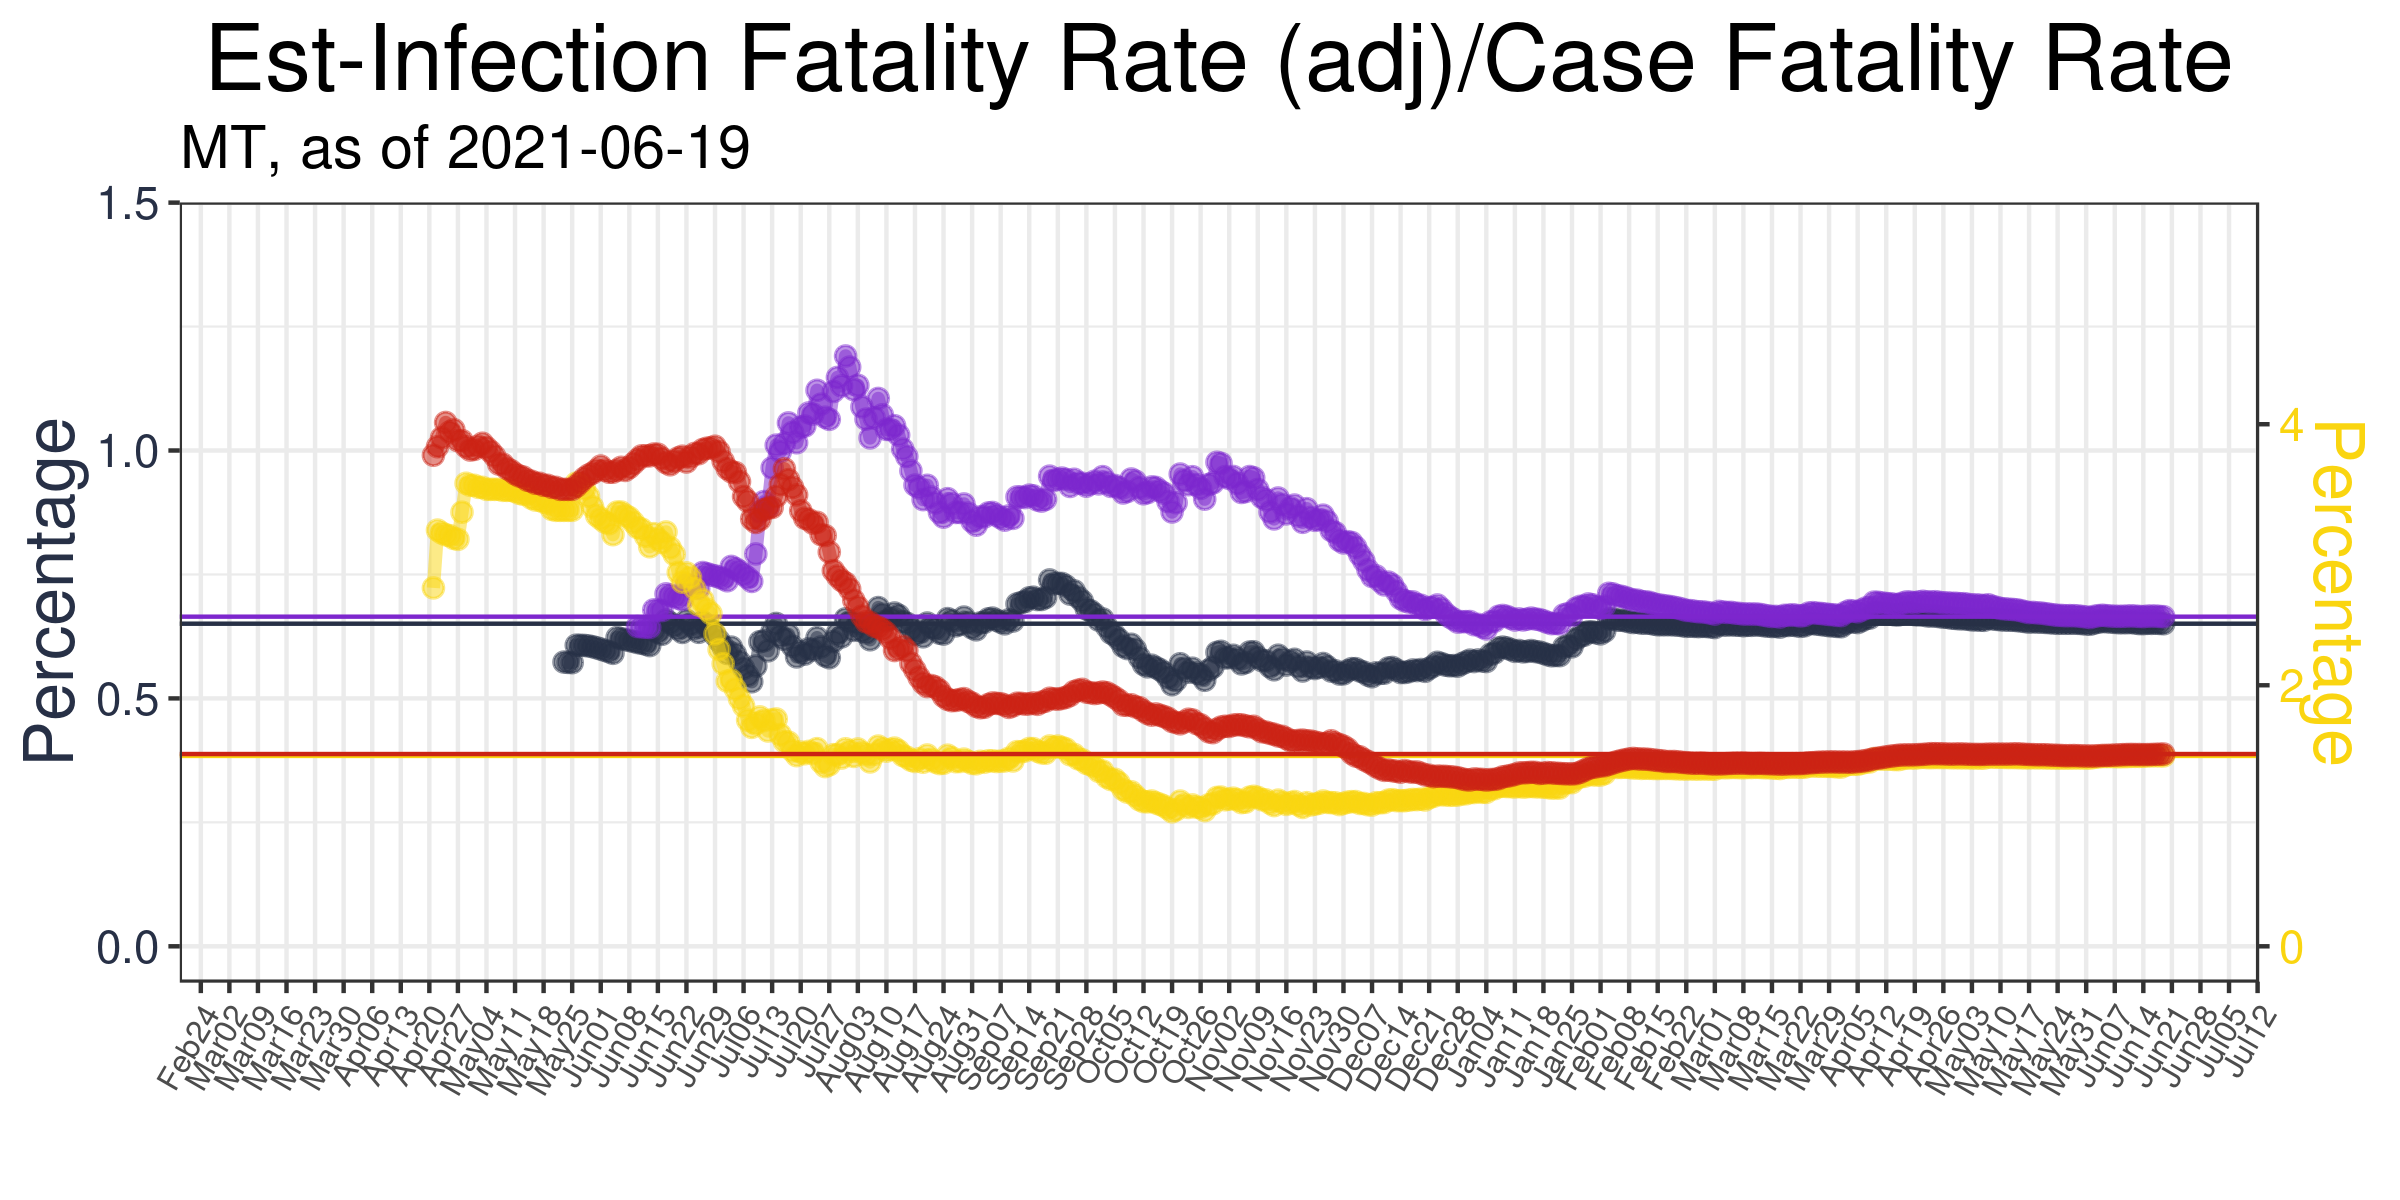 Est-Infection Fatality Rate (adj)/Case Fatality Rate
MT, as of 2021-06-19
1.5
1.0
0.5
0.0
Percentage
4
2
0
Percentage
Feb24
Mar02
Mar09
Mar16
Mar23
Mar30
Apr06
Apr13
Apr20
Apr27
May04
May11
May18
May25
Jun01
Jun08
Jun15
Jun22
Jun29
Jul06
Jul13
Jul20
Jul27
Aug03
Aug10
Aug17
Aug24
Aug31
Sep07
Sep14
Sep21
Sep28
Oct05
Oct12
Oct19
Oct26
Nov02
Nov09
Nov16
Nov23
Nov30
Dec07
Dec14
Dec21
Dec28
Jan04
Jan11
Jan18
Jan25
Feb01
Feb08
Feb15
Feb22
Mar01
Mar08
Mar15
Mar22
Mar29
Apr05
Apr12
Apr19
Apr26
May03
May10
May17
May24
May31
Jun07
Jun14
Jun21
Jun28
Jul05
Jul12